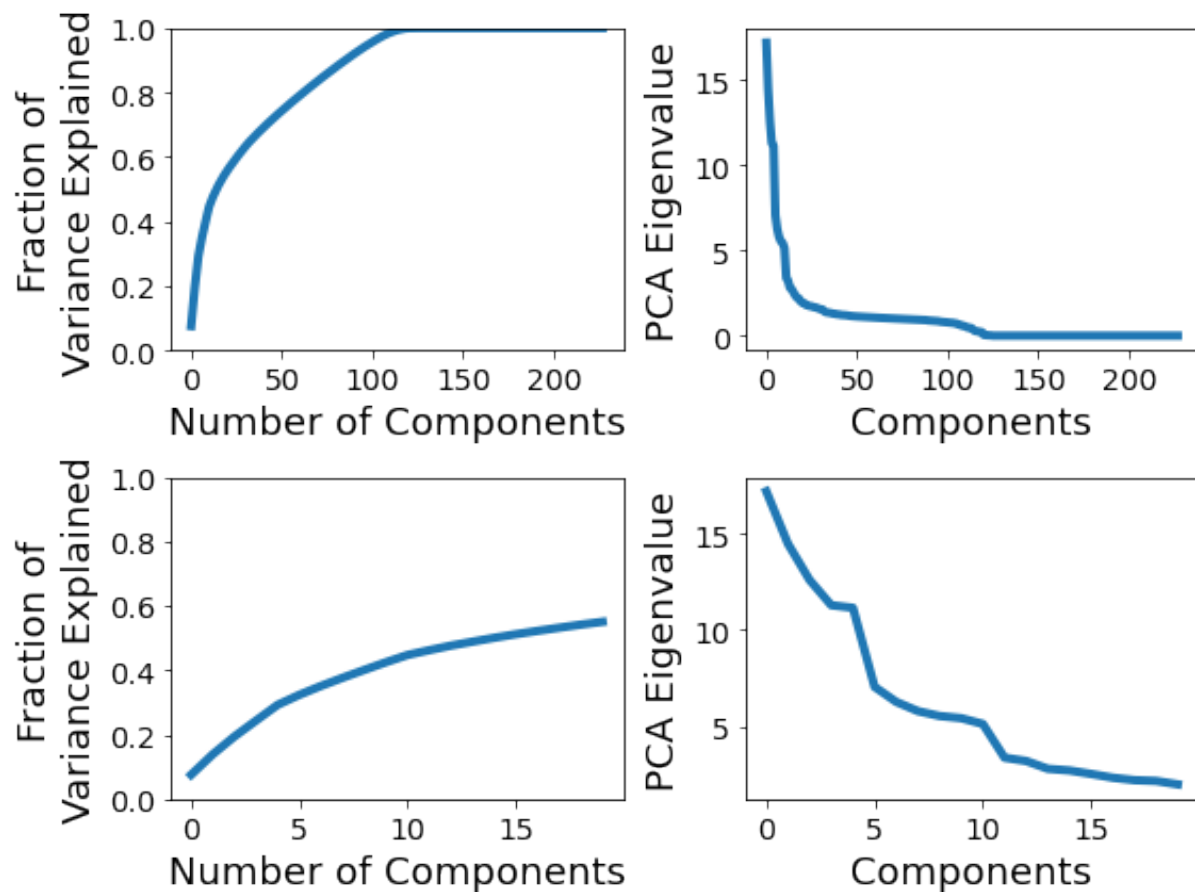 Fraction of
Variance Explained
1.0
0.8
0.6
0.4
0.2
0.0
0 50 100 150 200
Number of Components
PCA Eigenvalue
15
10
5
0
0 50 100 150 200
Components
Fraction of
Variance Explained
1.0
0.8
0.6
0.4
0.2
0.0
0 5 10 15
Number of Components
PCA Eigenvalue
15
10
5
0 5 10 15
Components